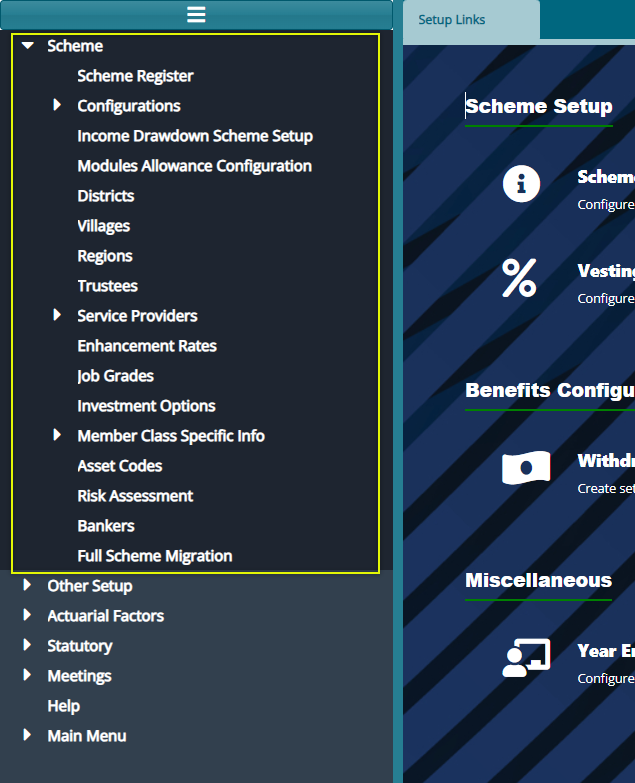 Scheme
Scheme Register
Configurations
Income Drawdown Scheme Setup
Modules Allowance Configuration
Districts
Villages
Regions
Trustees
Service Providers
Enhancement Rates
Job Grades
Investment Options
Member Class Specific Info
Asset Codes
Risk Assessment
Bankers
Full Scheme Migration
Other Setup
Actuarial Factors
Statutory
Meetings
Help
Main Menu
Setup Links
Scheme Setup
Scheme
Configure
Vesting
Configure
Benefits Configu
Withdr
Create set
Miscellaneous
Year En
Configure